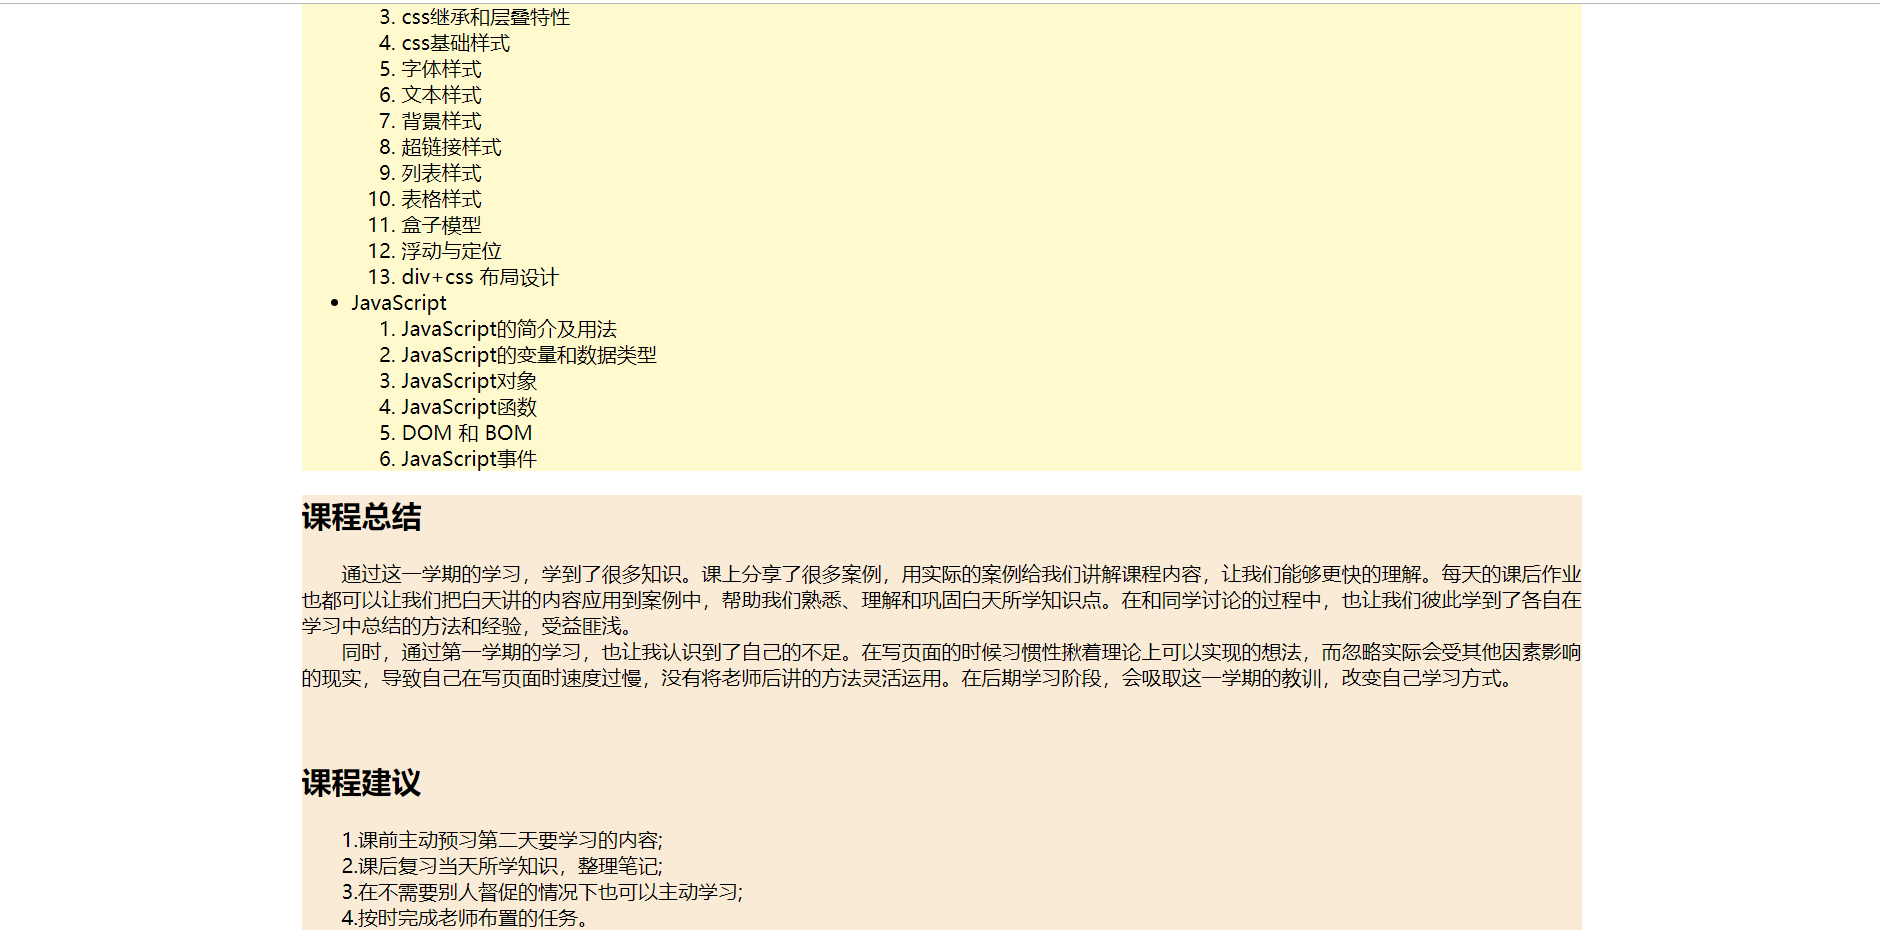 3. css继承和层叠特性
4. css基础样式
5. 字体样式
6. 文本样式
7. 背景样式
8. 超链接样式
9. 列表样式
10. 表格样式
11. 盒子模型
12. 浮动与定位
13. div+css 布局设计
• JavaScript
1. JavaScript的简介及用法
2. JavaScript的变量和数据类型
3. JavaScript对象
4. JavaScript函数
5. DOM 和 BOM
6. JavaScript事件
课程总结
通过这一学期的学习，学到了很多知识。课上分享了很多案例，用实际的案例给我们讲解课程内容，让我们能够更快的理解。每天的课后作业
也都可以让我们把白天讲的内容应用到案例中，帮助我们熟悉、理解和巩固白天所学知识点。在和同学讨论的过程中，也让我们彼此学到了各自在
学习中总结的方法和经验，受益匪浅。
同时，通过第一学期的学习，也让我认识到了自己的不足。在写页面的时候习惯性揪着理论上可以实现的想法，而忽略实际会受其他因素影响
的现实，导致自己在写页面时速度过慢，没有将老师后讲的方法灵活运用。在后期学习阶段，会吸取这一学期的教训，改变自己学习方式。
课程建议
1.课前主动预习第二天要学习的内容;
2.课后复习当天所学知识，整理笔记;
3.在不需要别人督促的情况下也可以主动学习;
4.按时完成老师布置的任务。